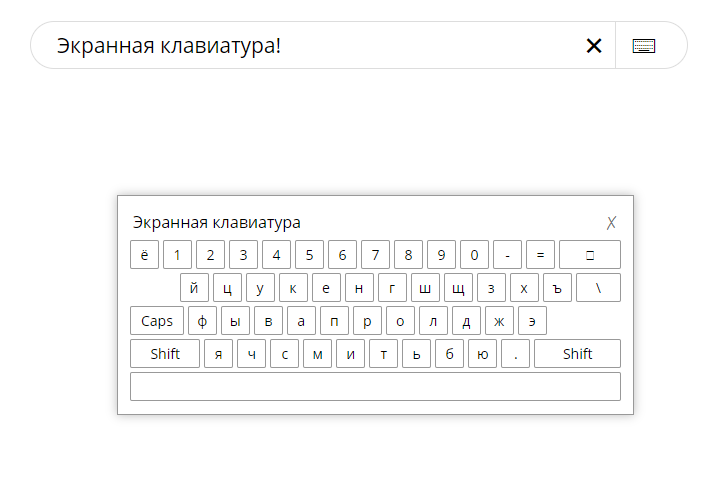 Экранная клавиатура!
Экранная клавиатура
ё 1 2 3 4 5 6 7 8 9 0 - =
й ц у к е н г ш щ з х ъ \
Caps ф ы в а п р о л д ж э
Shift я ч с м и т ь б ю . Shift